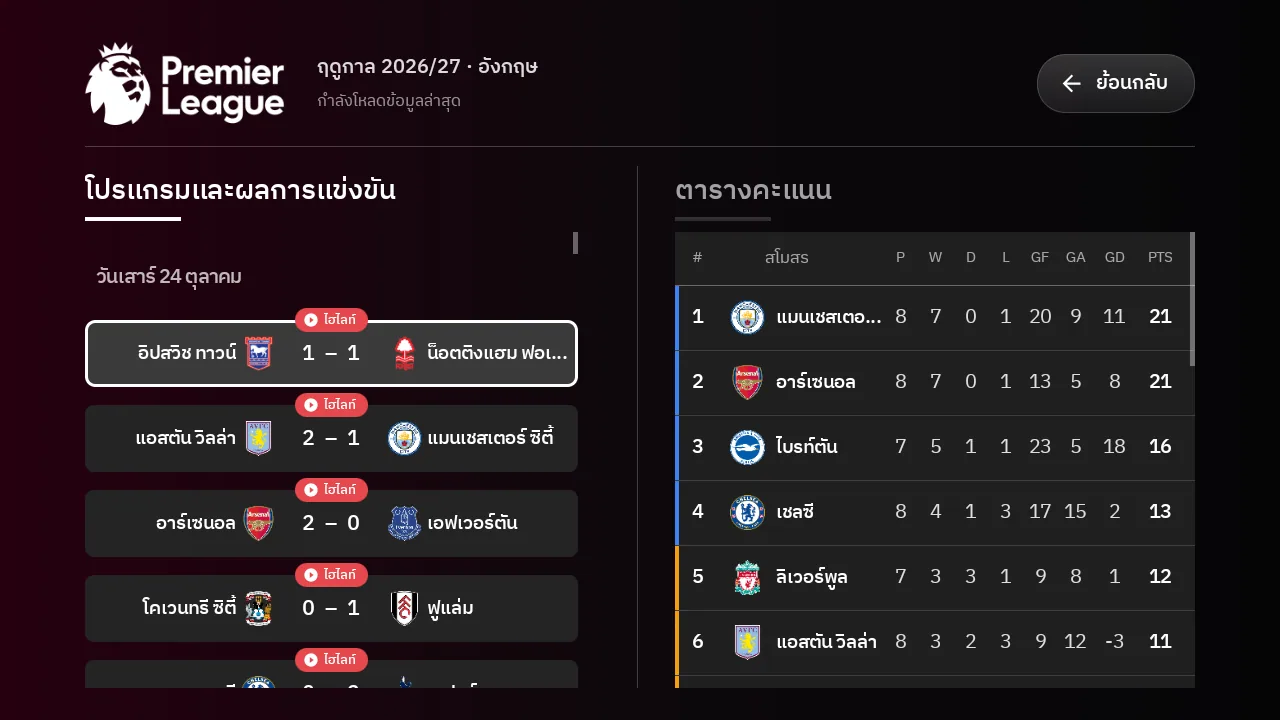 Premier League
ฤดูกาล 2026/27 · อังกฤษ
กำลังโหลดข้อมูลล่าสุด
ย้อนกลับ
โปรแกรมและผลการแข่งขัน
วันเสาร์ 24 ตุลาคม
ไฮไลท์
อิปสวิช ทาวน์ 1 – 1 น็อตติงแฮม ฟอเ...
ไฮไลท์
แอสตัน วิลล่า 2 – 1 แมนเชสเตอร์ ซิตี้
ไฮไลท์
อาร์เซนอล 2 – 0 เอฟเวอร์ตัน
ไฮไลท์
โคเวนทรี ซิตี้ 0 – 1 ฟูแล่ม
ไฮไลท์
ตารางคะแนน
# สโมสร P W D L GF GA GD PTS
1 แมนเชสเตอ... 8 7 0 1 20 9 11 21
2 อาร์เซนอล 8 7 0 1 13 5 8 21
3 ไบรท์ตัน 7 5 1 1 23 5 18 16
4 เชลซี 8 4 1 3 17 15 2 13
5 ลิเวอร์พูล 7 3 3 1 9 8 1 12
6 แอสตัน วิลล่า 8 3 2 3 9 12 -3 11